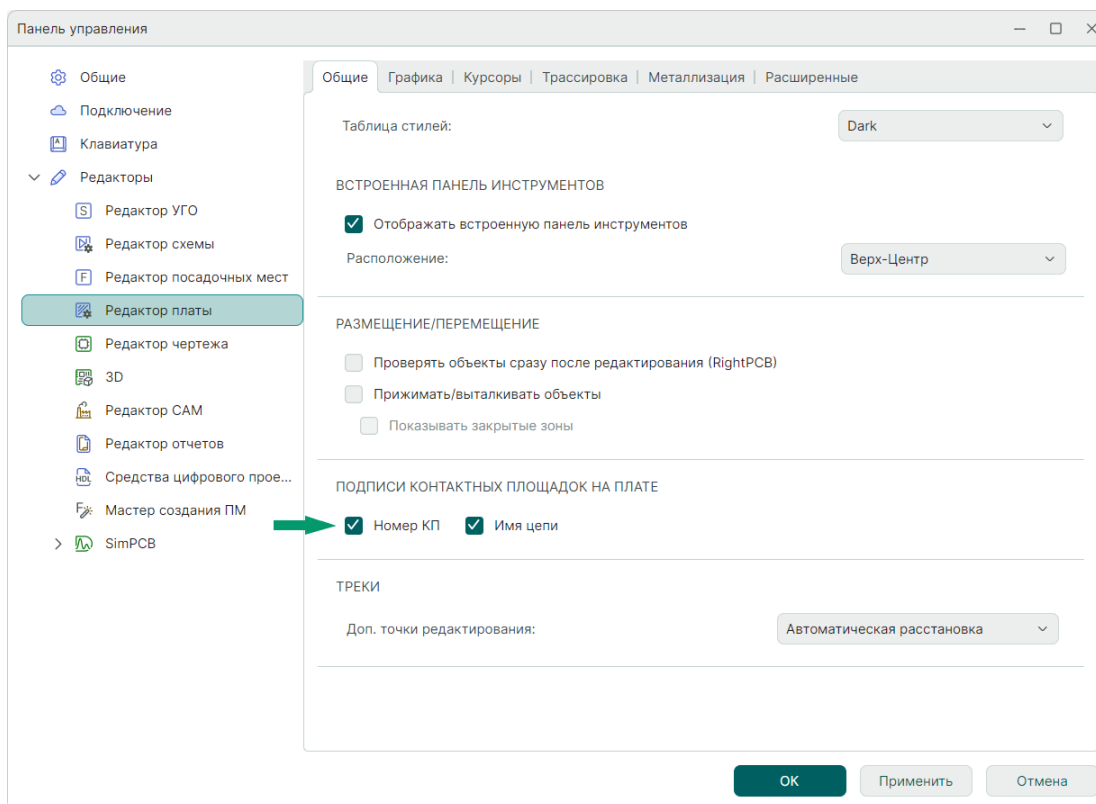 Панель управления
Общие
Подключение
Клавиатура
Редакторы
S Редактор УГО
Редактор схемы
F Редактор посадочных мест
Редактор платы
Редактор чертежа
3D
Редактор CAM
Редактор отчетов
HDL Средства цифрового прое...
Мастер создания ПМ
SimPCB
Общие | Графика | Курсоры | Трассировка | Металлизация | Расширенные
Таблица стилей: Dark
ВСТРОЕННАЯ ПАНЕЛЬ ИНСТРУМЕНТОВ
Отображать встроенную панель инструментов
Расположение: Верх-Центр
РАЗМЕЩЕНИЕ/ПЕРЕМЕЩЕНИЕ
Проверять объекты сразу после редактирования (RightPCB)
Прижимать/выталкивать объекты
Показывать закрытые зоны
ПОДПИСИ КОНТАКТНЫХ ПЛОЩАДОК НА ПЛАТЕ
Номер КП Имя цепи
ТРЕКИ
Доп. точки редактирования: Автоматическая расстановка
ОК Применить Отмена